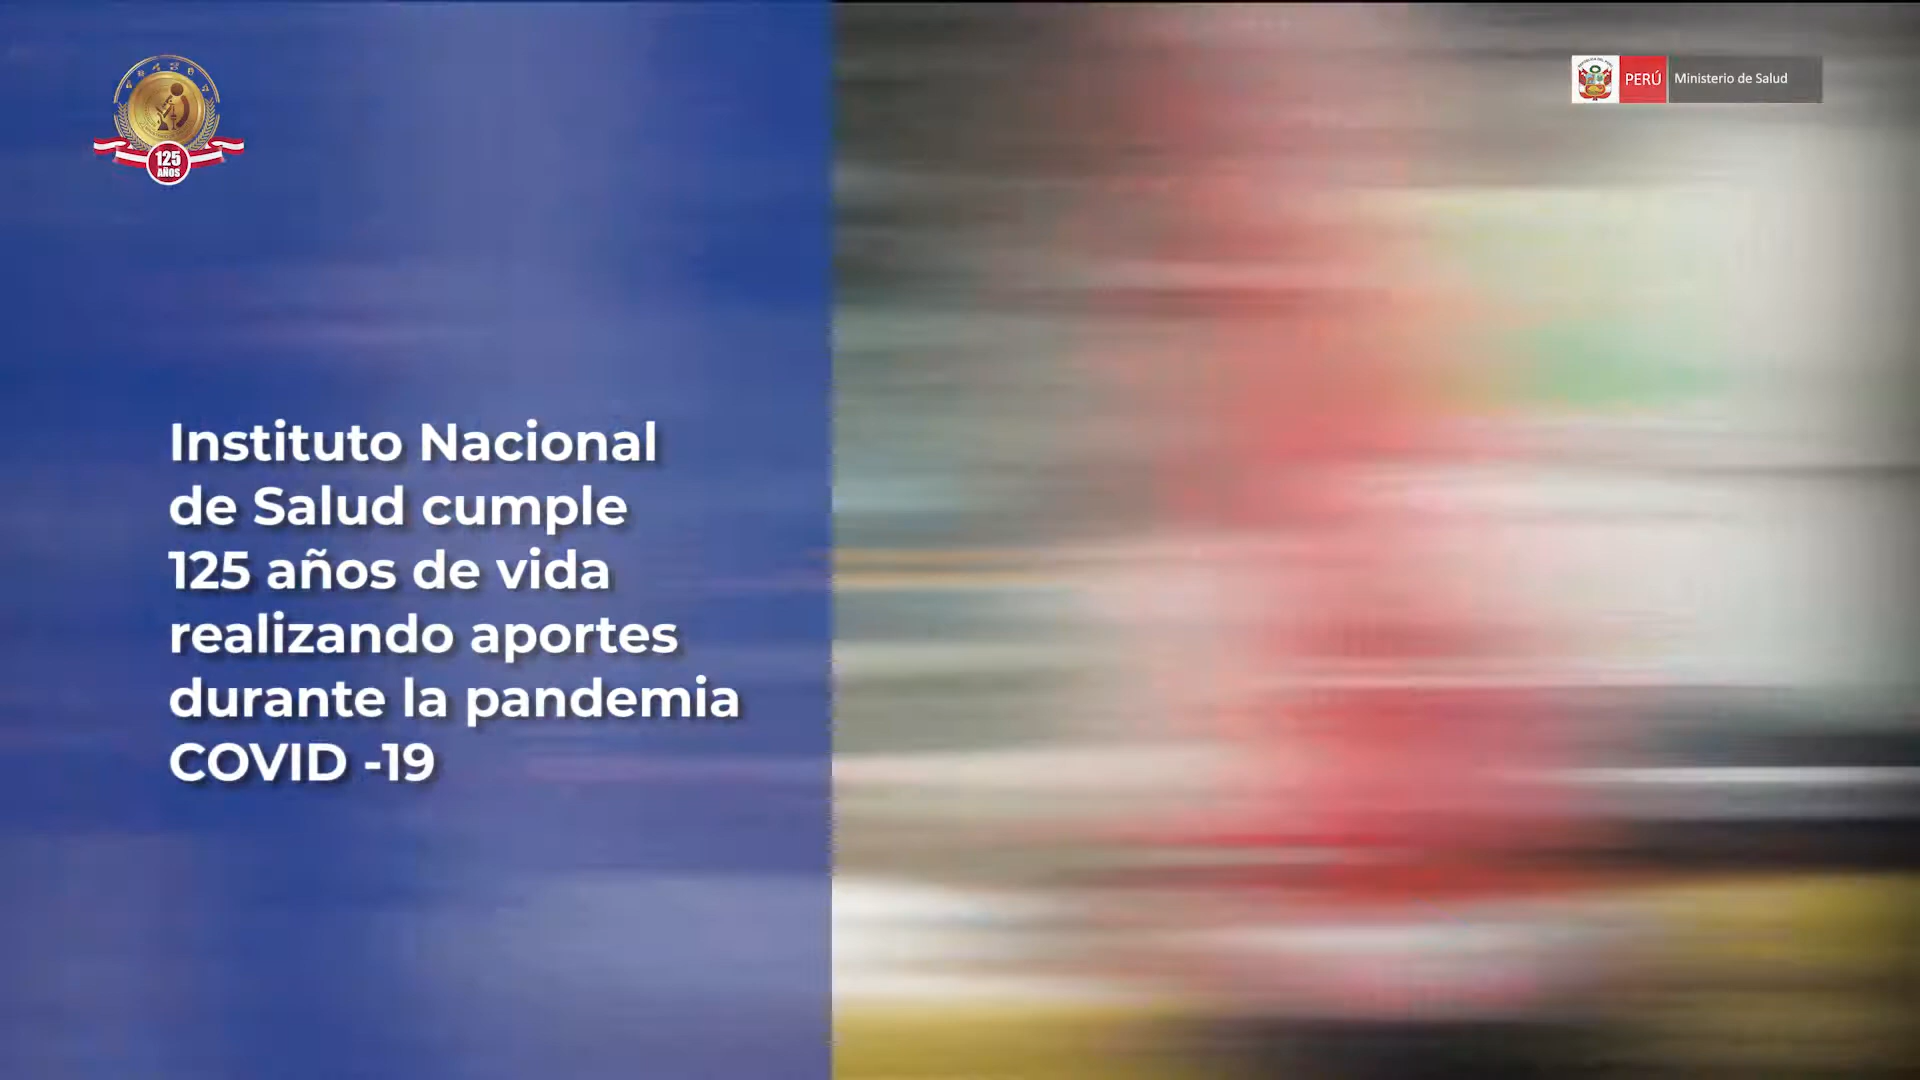 125
AÑOS
PERÚ
Ministerio de Salud
Instituto Nacional
de Salud cumple
125 años de vida
realizando aportes
durante la pandemia
COVID -19